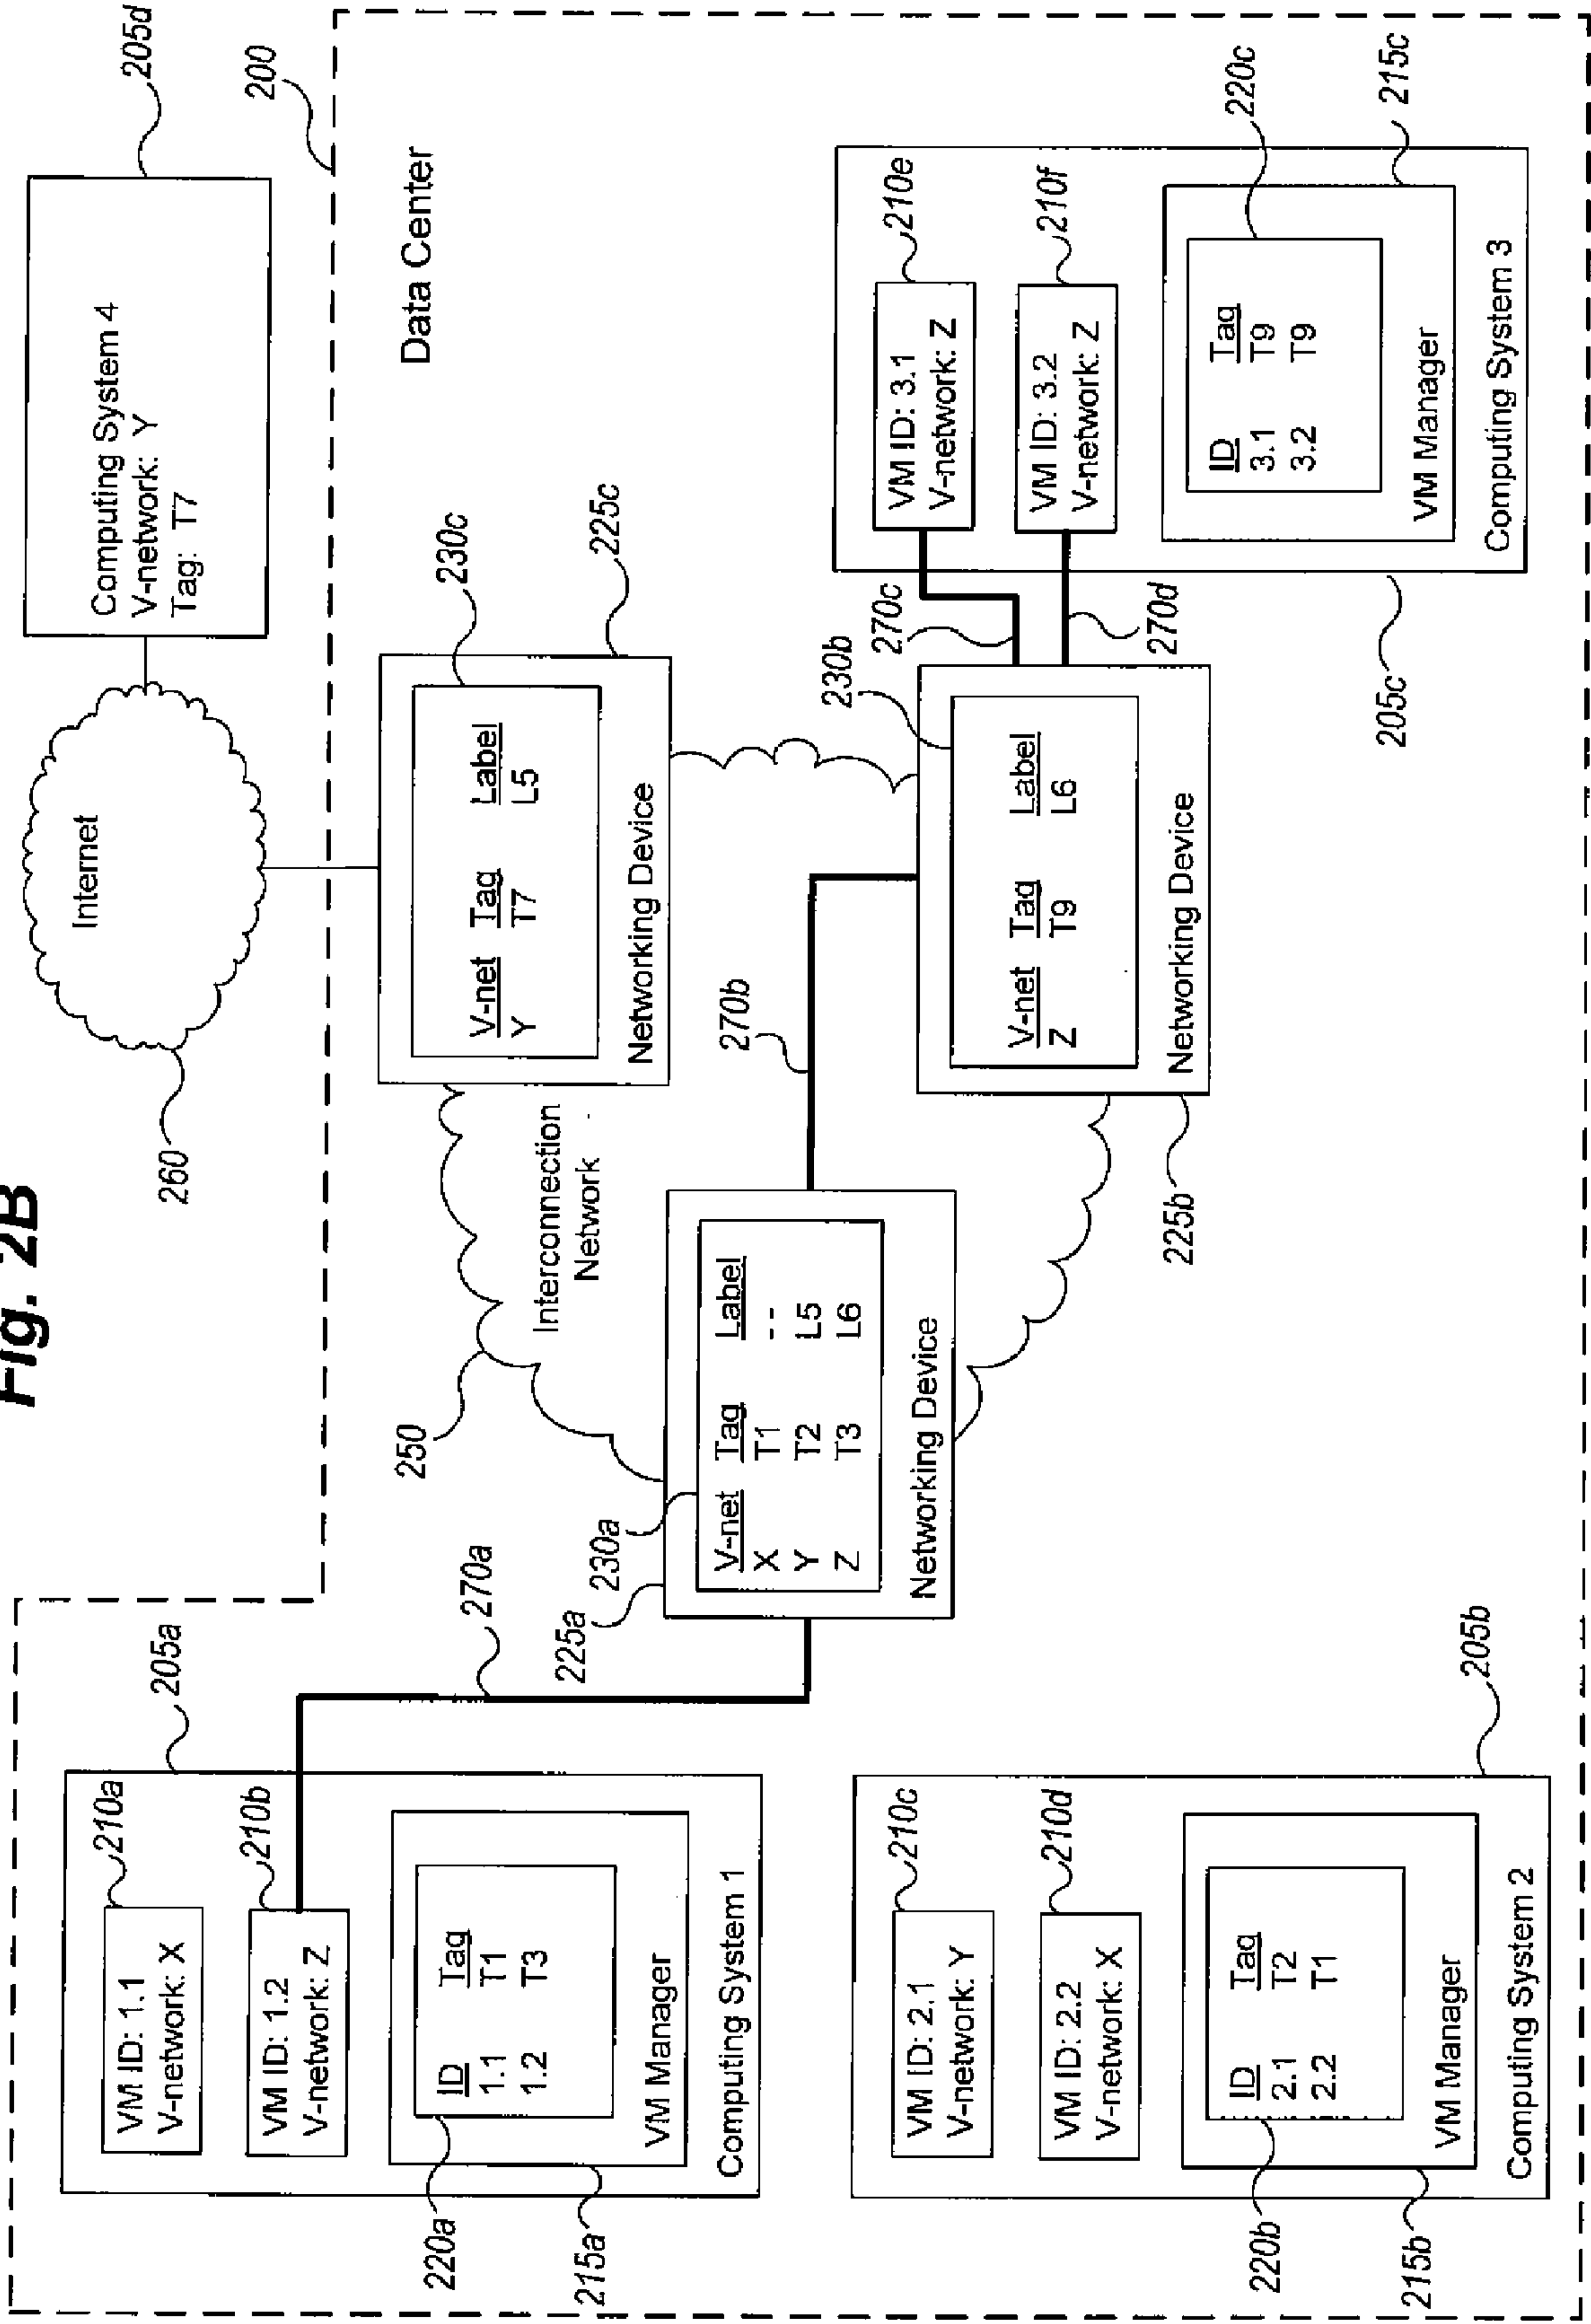 Fig. 2B
205a
210a
VM ID: 1.1
V-network: X
210b
VM ID: 1.2
V-network: Z
ID Tag
1.1 T1
1.2 T3
VM Manager
Computing System 1
220a
215a
270a
205b
210c
VM ID: 2.1
V-network: Y
210d
VM ID: 2.2
V-network: X
ID Tag
2.1 T2
2.2 T1
VM Manager
Computing System 2
220b
215b
260
Internet
Computing System 4
V-network: Y
Tag: T7
205d
200
Data Center
250
Interconnection
Network
225a
230a
V-net Tag Label
X T1 --
Y T2 L5
Z T3 L6
Networking Device
230c
225c
V-net Tag Label
Y T7 L5
Networking Device
270b
230b
V-net Tag Label
Z T9 L6
Networking Device
225b
270c
270d
VM ID: 3.1
V-network: Z
210e
VM ID: 3.2
V-network: Z
210f
220c
ID Tag
3.1 T9
3.2 T9
VM Manager
215c
Computing System 3
205c